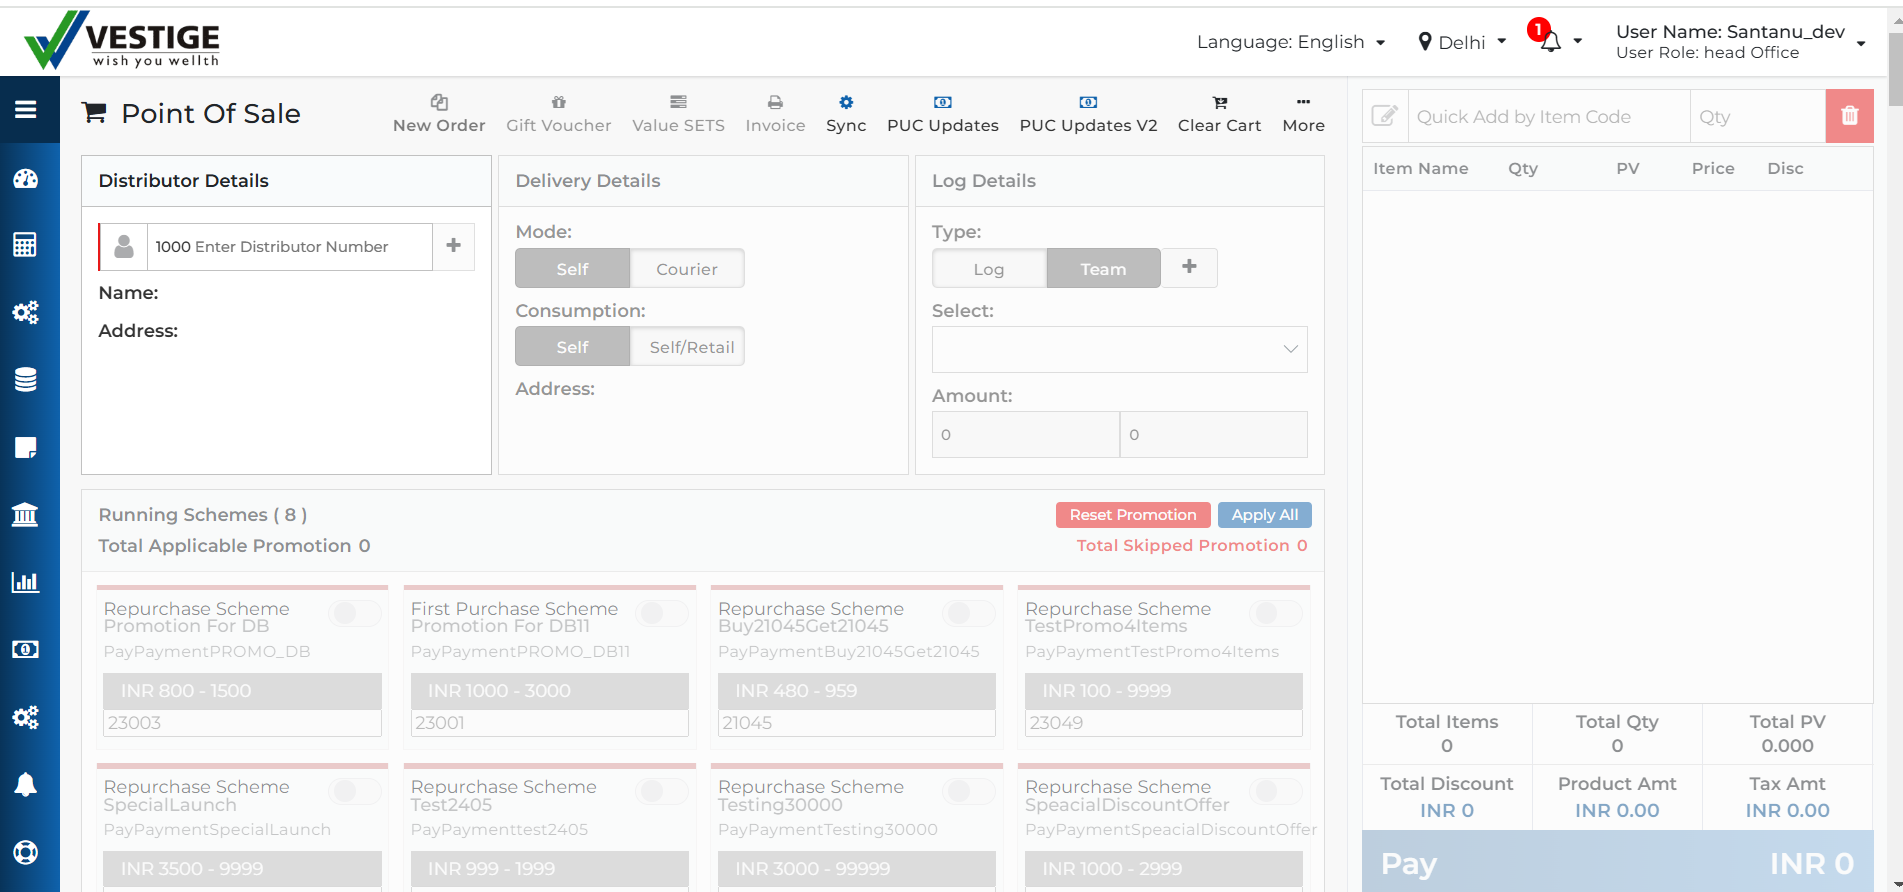 VESTIGE
wish you wellth
Language: English
Delhi
1
User Name: Santanu_dev
User Role: head Office
Point Of Sale
New Order
Gift Voucher
Value SETS
Invoice
Sync
PUC Updates
PUC Updates V2
Clear Cart
More
Distributor Details
1000 Enter Distributor Number
+
Name:
Address:
Delivery Details
Mode:
Self Courier
Consumption:
Self Self/Retail
Address:
Log Details
Type:
Log Team +
Select:
Amount:
0 0
Running Schemes ( 8 )
Reset Promotion Apply All
Total Applicable Promotion 0
Total Skipped Promotion 0
Repurchase Scheme
Promotion For DB
PayPaymentPROMO_DB
INR 800 - 1500
23003
First Purchase Scheme
Promotion For DB11
PayPaymentPROMO_DB11
INR 1000 - 3000
23001
Repurchase Scheme
Buy21045Get21045
PayPaymentBuy21045Get21045
INR 480 - 959
21045
Repurchase Scheme
TestPromo4Items
PayPaymentTestPromo4Items
INR 100 - 9999
23049
Repurchase Scheme
SpecialLaunch
PayPaymentSpecialLaunch
INR 3500 - 9999
Repurchase Scheme
Test2405
PayPaymenttest2405
INR 999 - 1999
Repurchase Scheme
Testing30000
PayPaymentTesting30000
INR 3000 - 99999
Repurchase Scheme
SpeacialDiscountOffer
PayPaymentSpeacialDiscountOffer
INR 1000 - 2999
Quick Add by Item Code Qty
Item Name Qty PV Price Disc
Total Items
0
Total Qty
0
Total PV
0.000
Total Discount
INR 0
Product Amt
INR 0.00
Tax Amt
INR 0.00
Pay INR 0